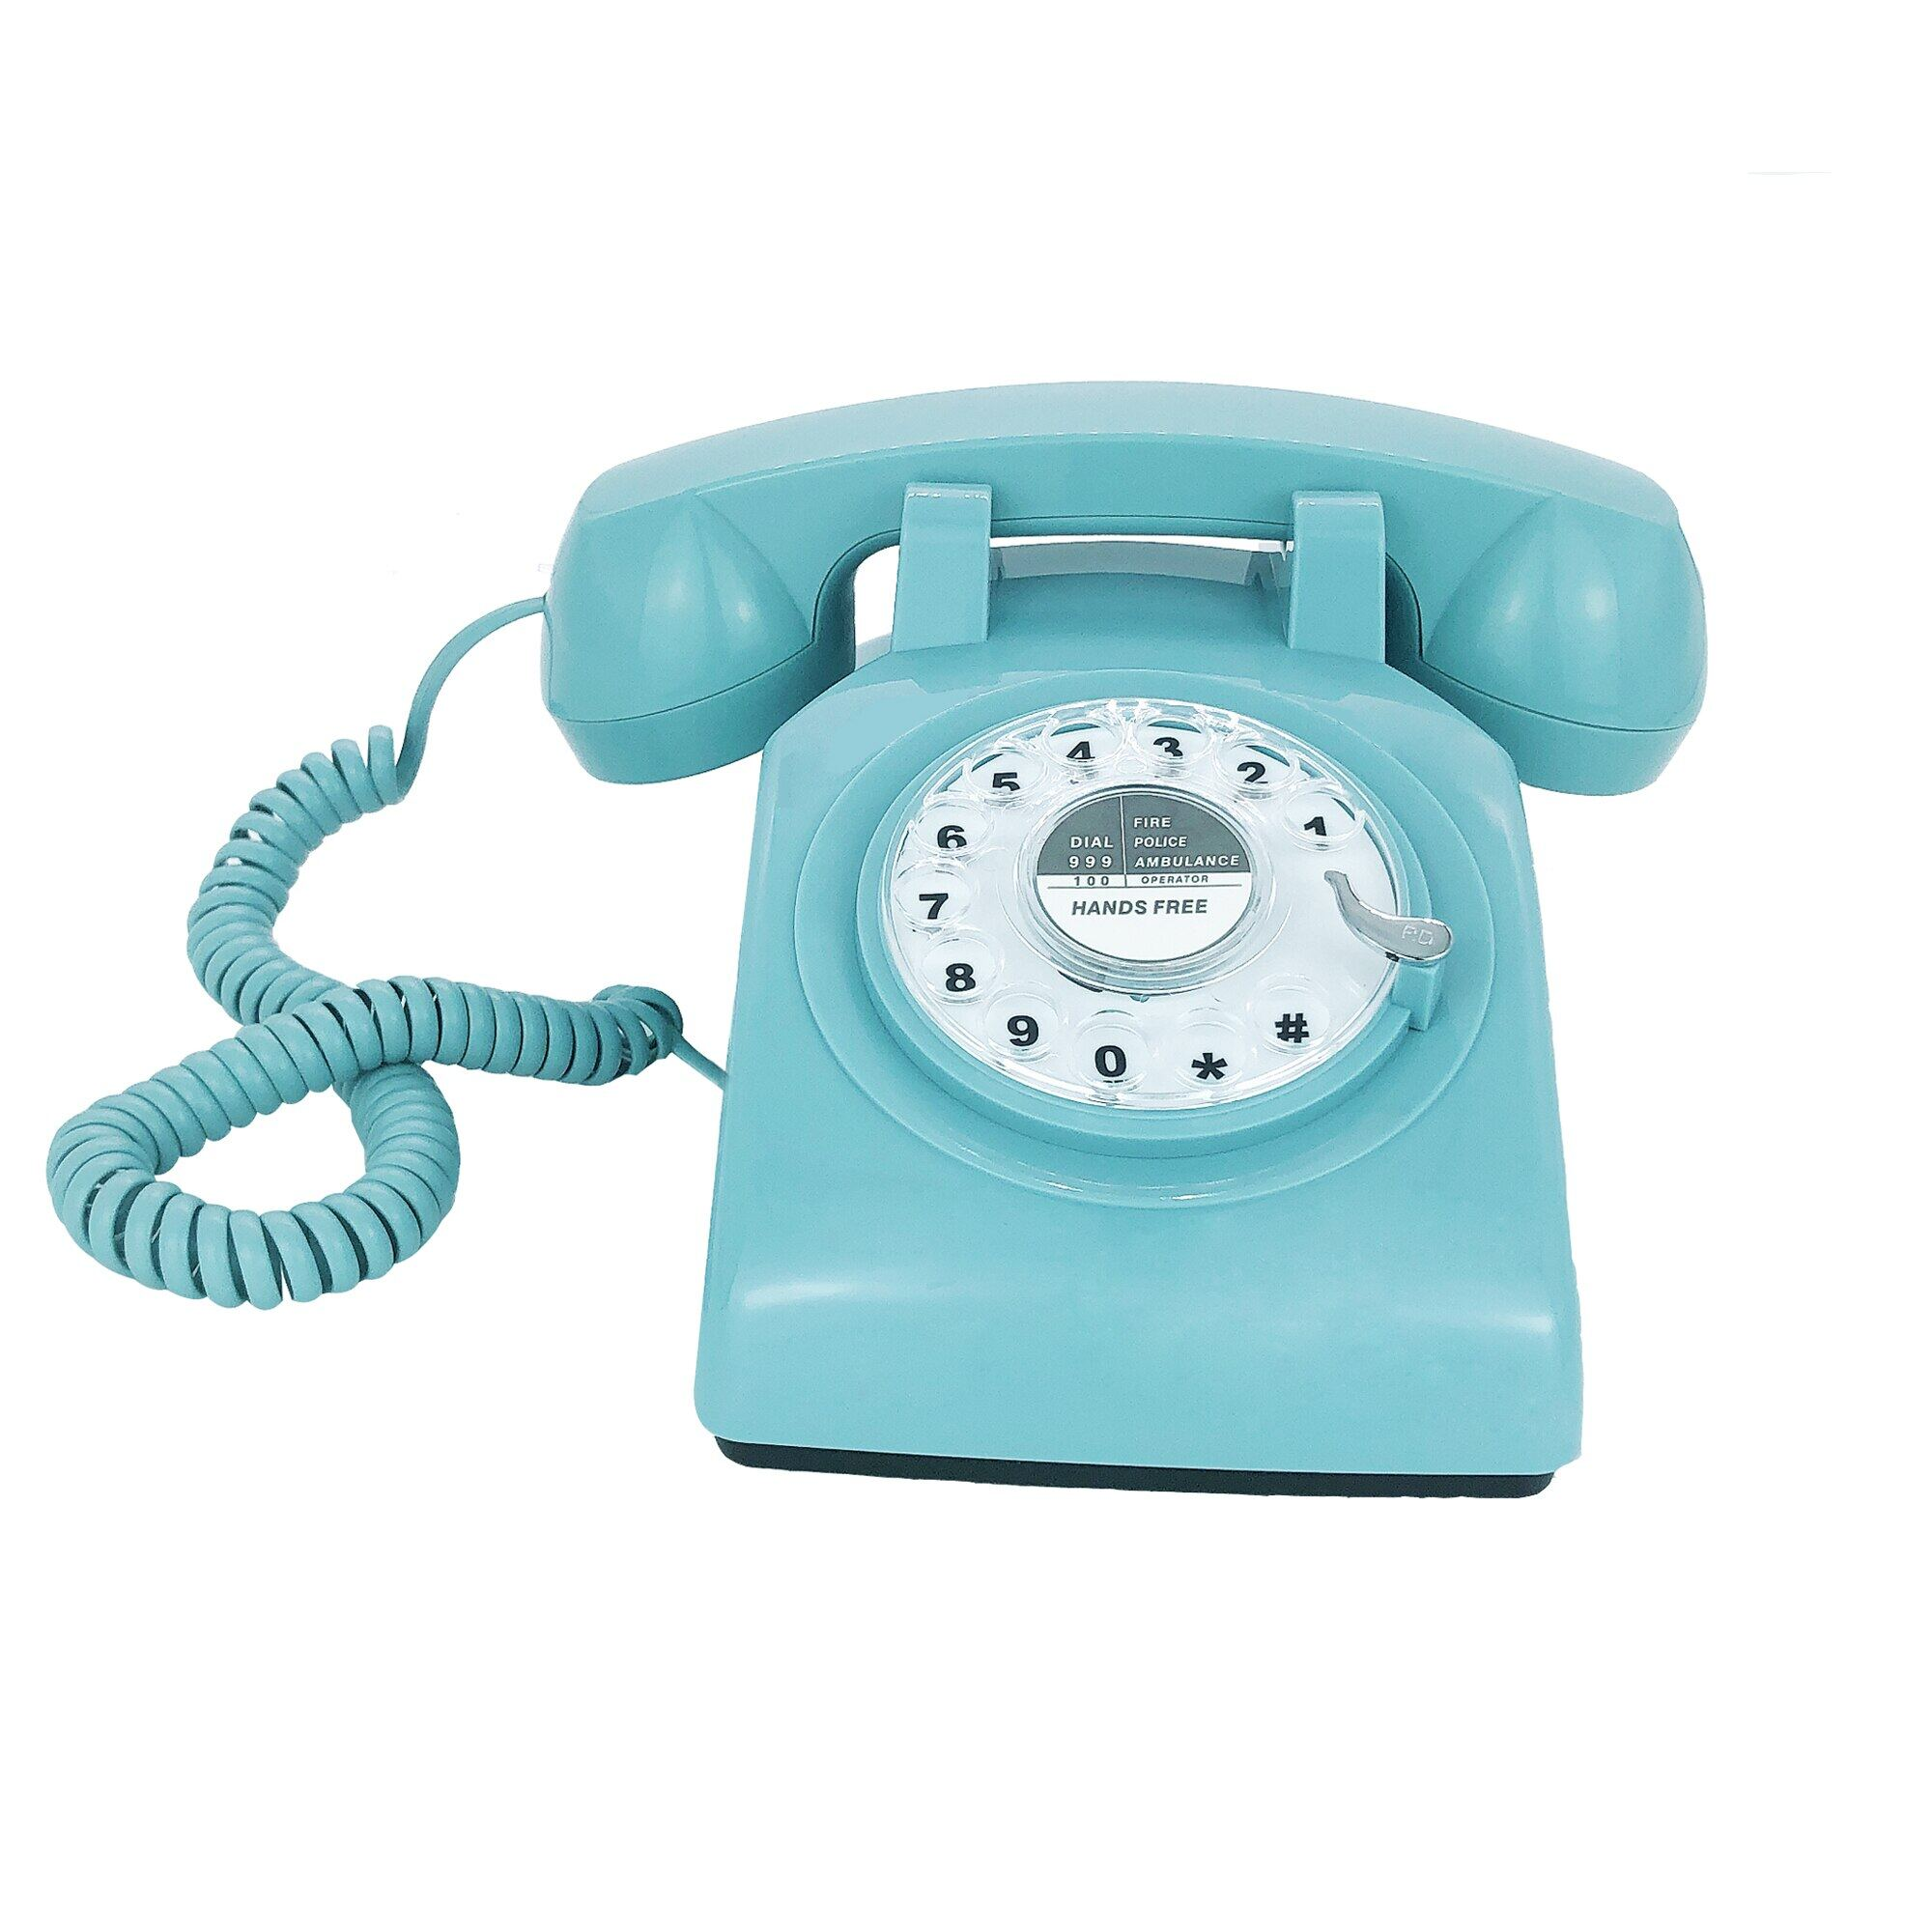 4 3
5 2
6 1
7
8
9 #
0 *
FIRE
DIAL POLICE
999 AMBULANCE
100 OPERATOR
HANDS FREE